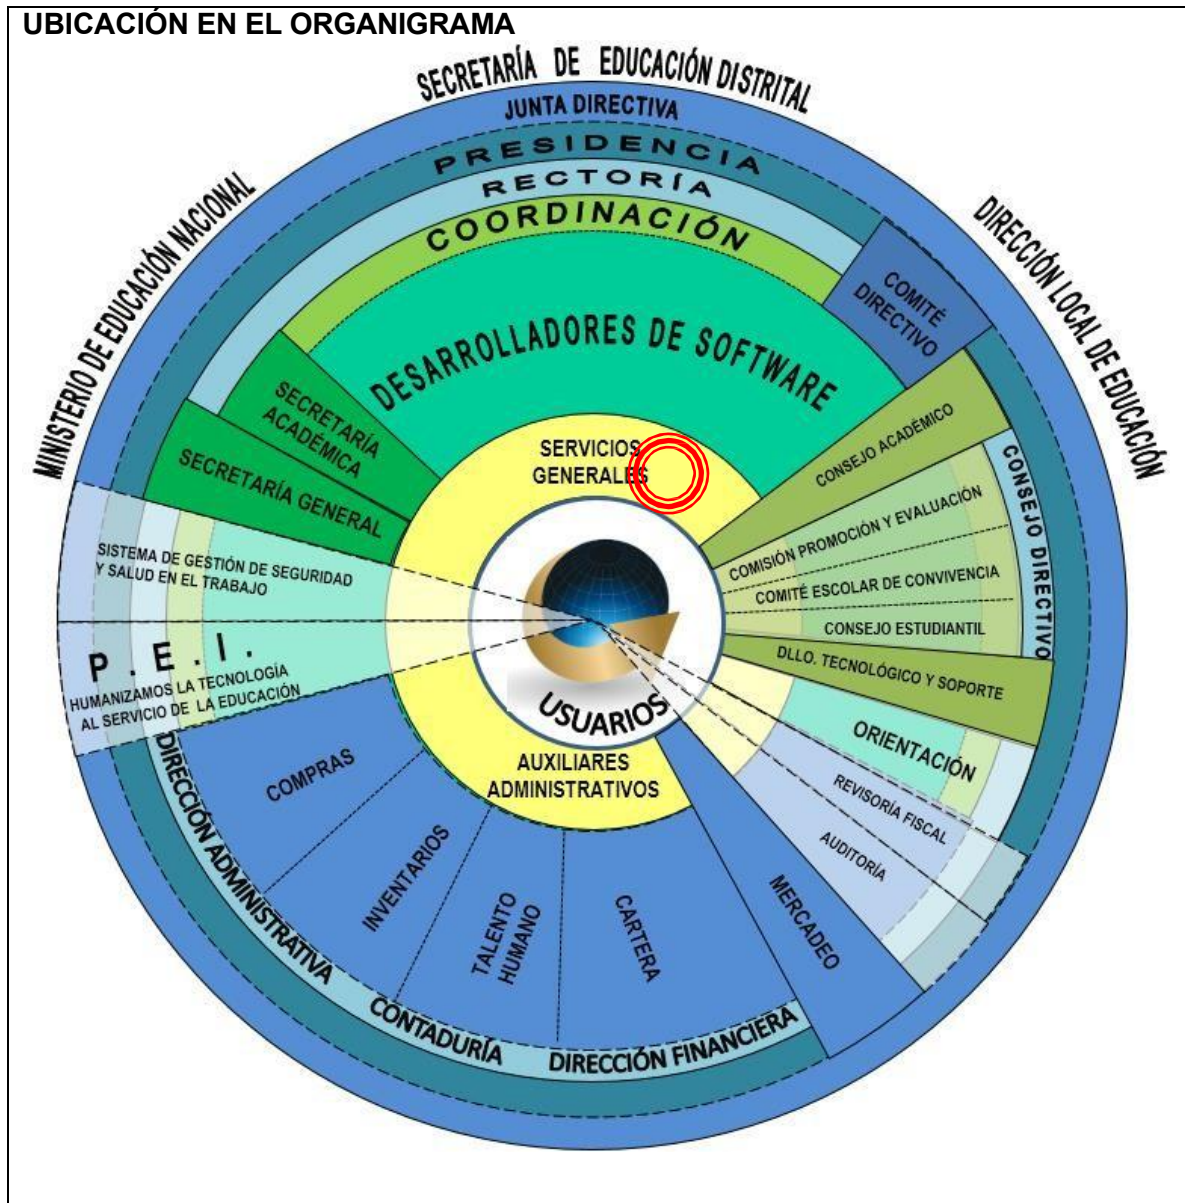 UBICACIÓN EN EL ORGANIGRAMA
SECRETARÍA DE EDUCACIÓN DISTRITAL
MINISTERIO DE EDUCACIÓN NACIONAL
DIRECCIÓN LOCAL DE EDUCACIÓN
JUNTA DIRECTIVA
PRESIDENCIA
RECTORÍA
COORDINACIÓN
COMITÉ
DIRECTIVO
DESARROLLADORES DE SOFTWARE
SECRETARÍA
ACADÉMICA
SECRETARÍA GENERAL
SERVICIOS
GENERALES
CONSEJO ACADÉMICO
CONSEJO DIRECTIVO
COMISIÓN PROMOCIÓN Y EVALUACIÓN
COMITÉ ESCOLAR DE CONVIVENCIA
CONSEJO ESTUDIANTIL
SISTEMA DE GESTIÓN DE SEGURIDAD
Y SALUD EN EL TRABAJO
P.E.I.
HUMANIZAMOS LA TECNOLOGÍA
AL SERVICIO DE LA EDUCACIÓN
DLLO. TECNOLÓGICO Y SOPORTE
ORIENTACIÓN
REVISORÍA FISCAL
AUDITORÍA
USUARIOS
AUXILIARES
ADMINISTRATIVOS
COMPRAS
INVENTARIOS
TALENTO
HUMANO
CARTERA
MERCADEO
DIRECCIÓN ADMINISTRATIVA
CONTADURÍA
DIRECCIÓN FINANCIERA